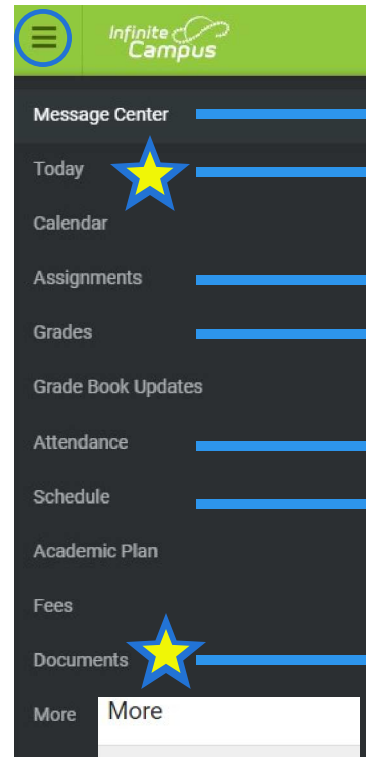 Infinite
Campus
Message Center
Today
Calendar
Assignments
Grades
Grade Book Updates
Attendance
Schedule
Academic Plan
Fees
Documents
More
More